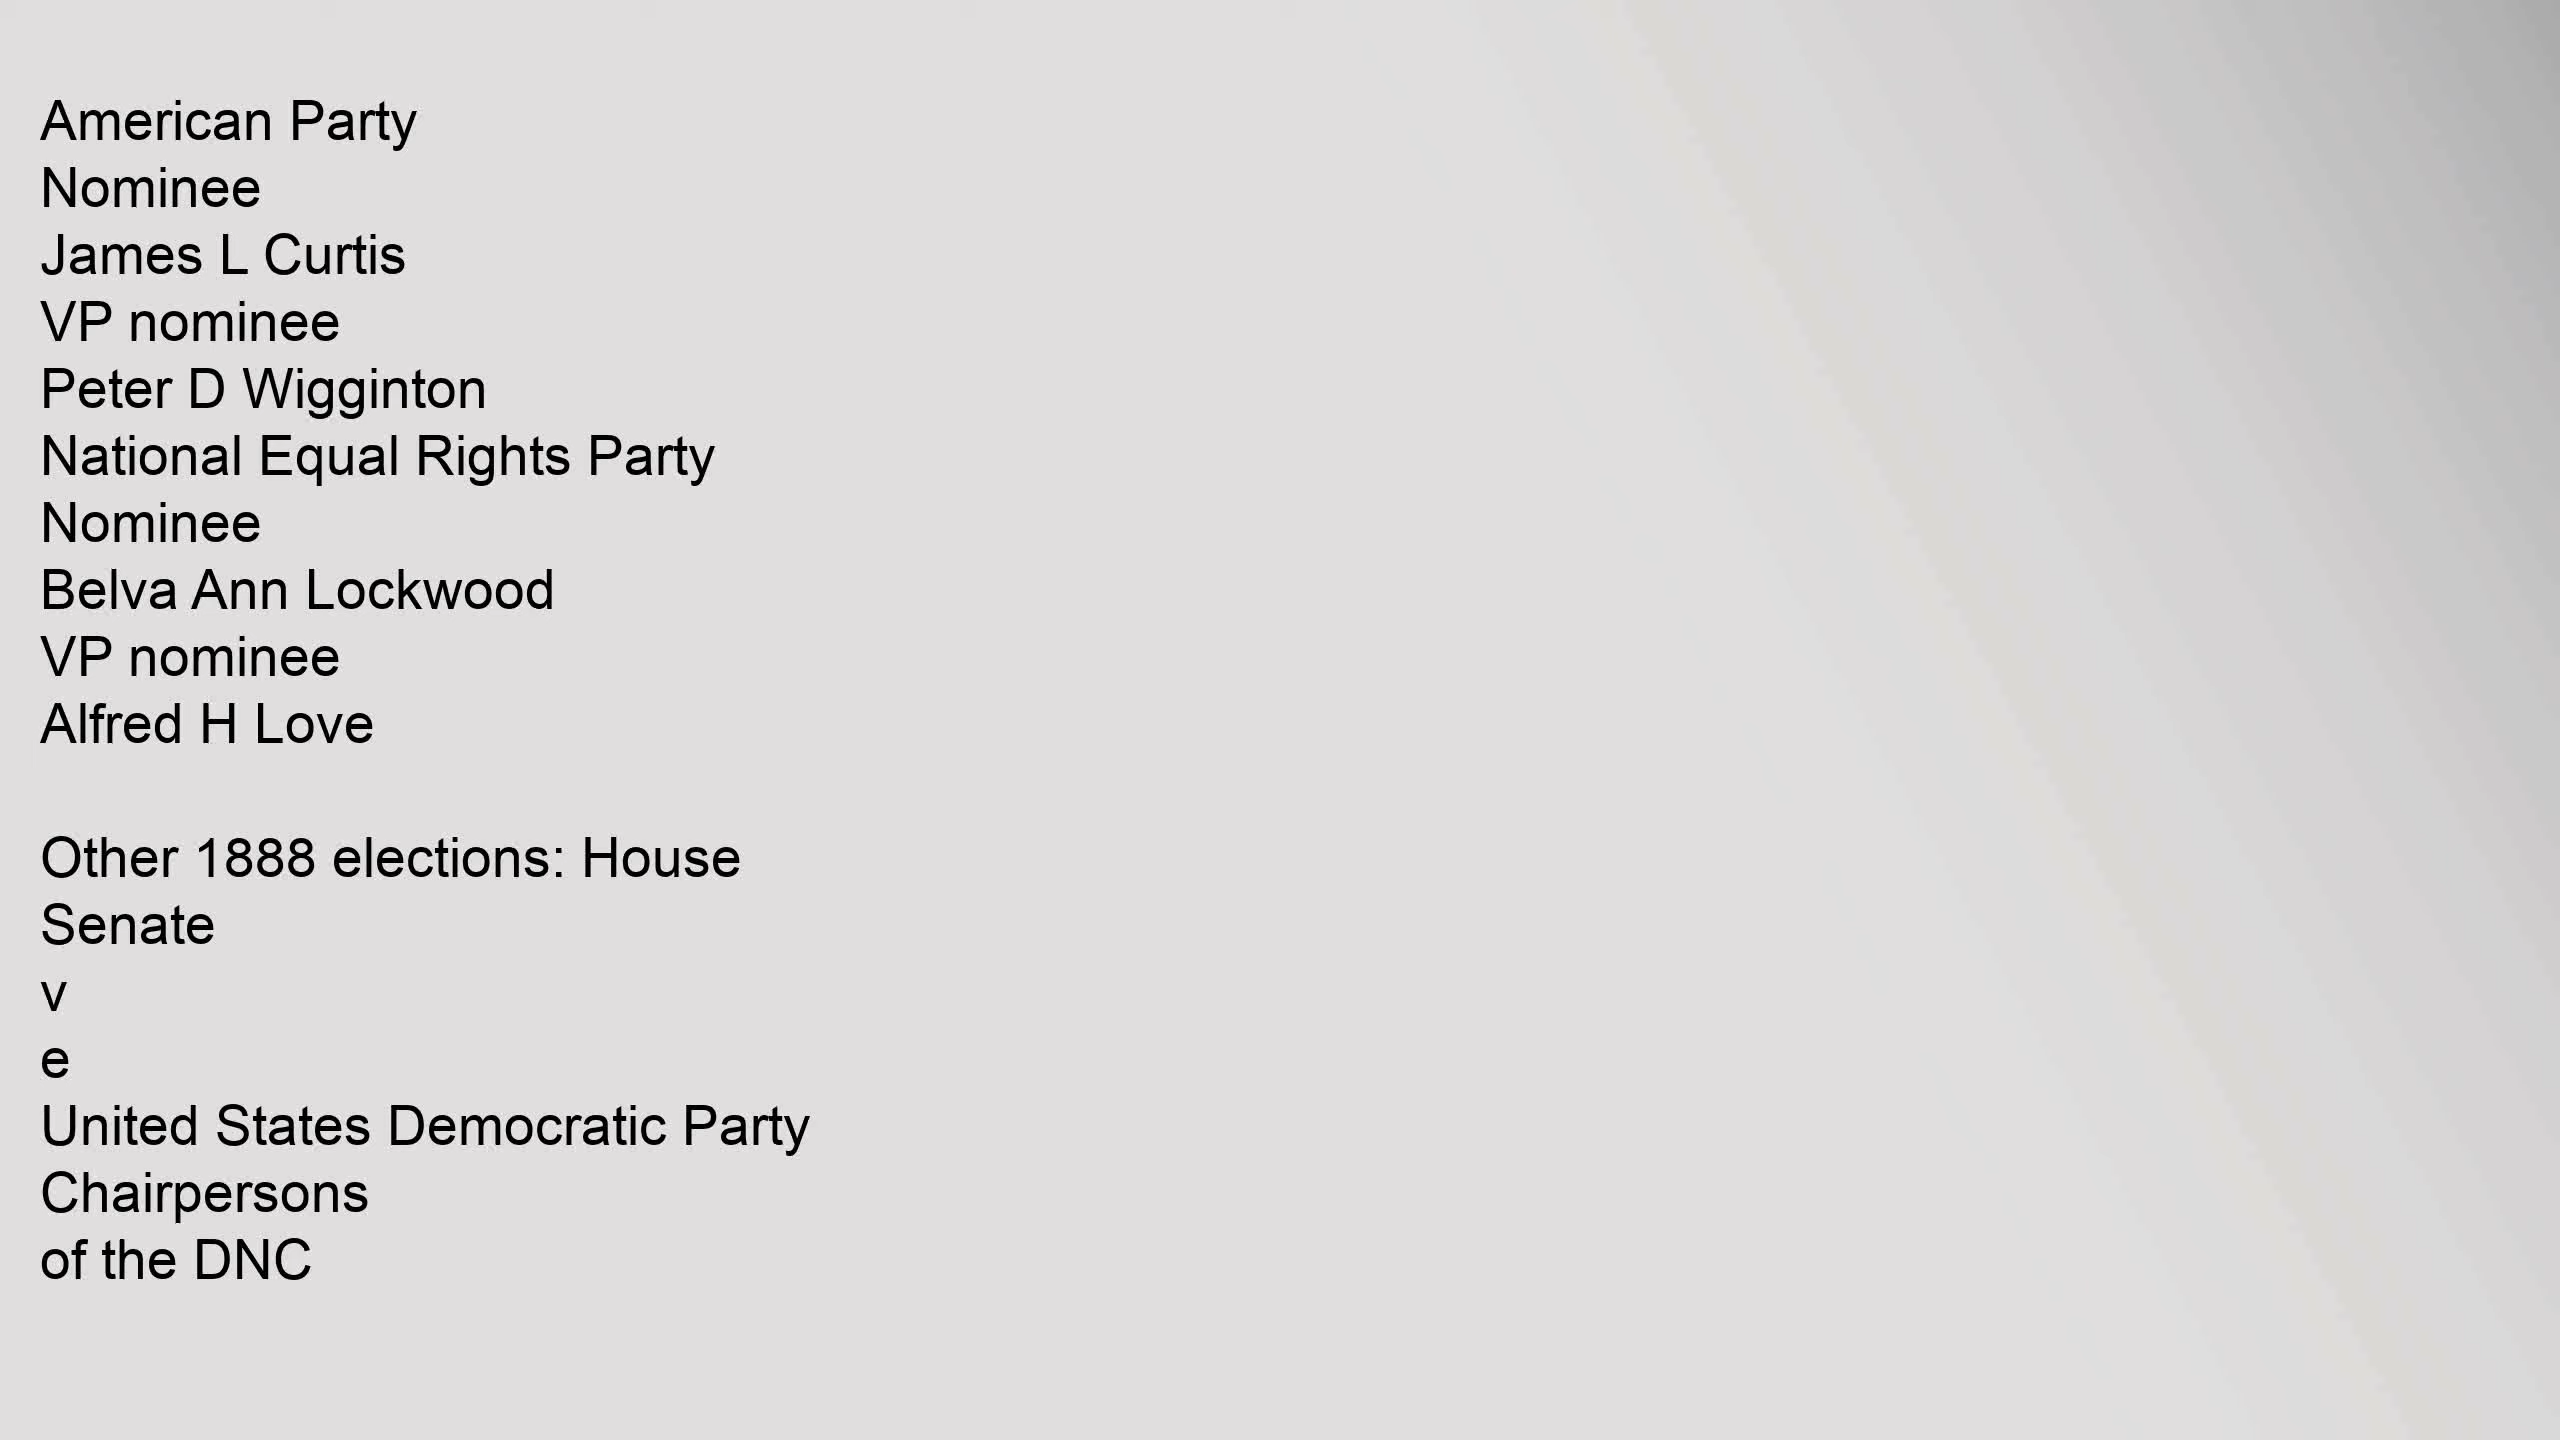 American Party
Nominee
James L Curtis
VP nominee
Peter D Wigginton
National Equal Rights Party
Nominee
Belva Ann Lockwood
VP nominee
Alfred H Love
Other 1888 elections: House
Senate
v
e
United States Democratic Party
Chairpersons
of the DNC